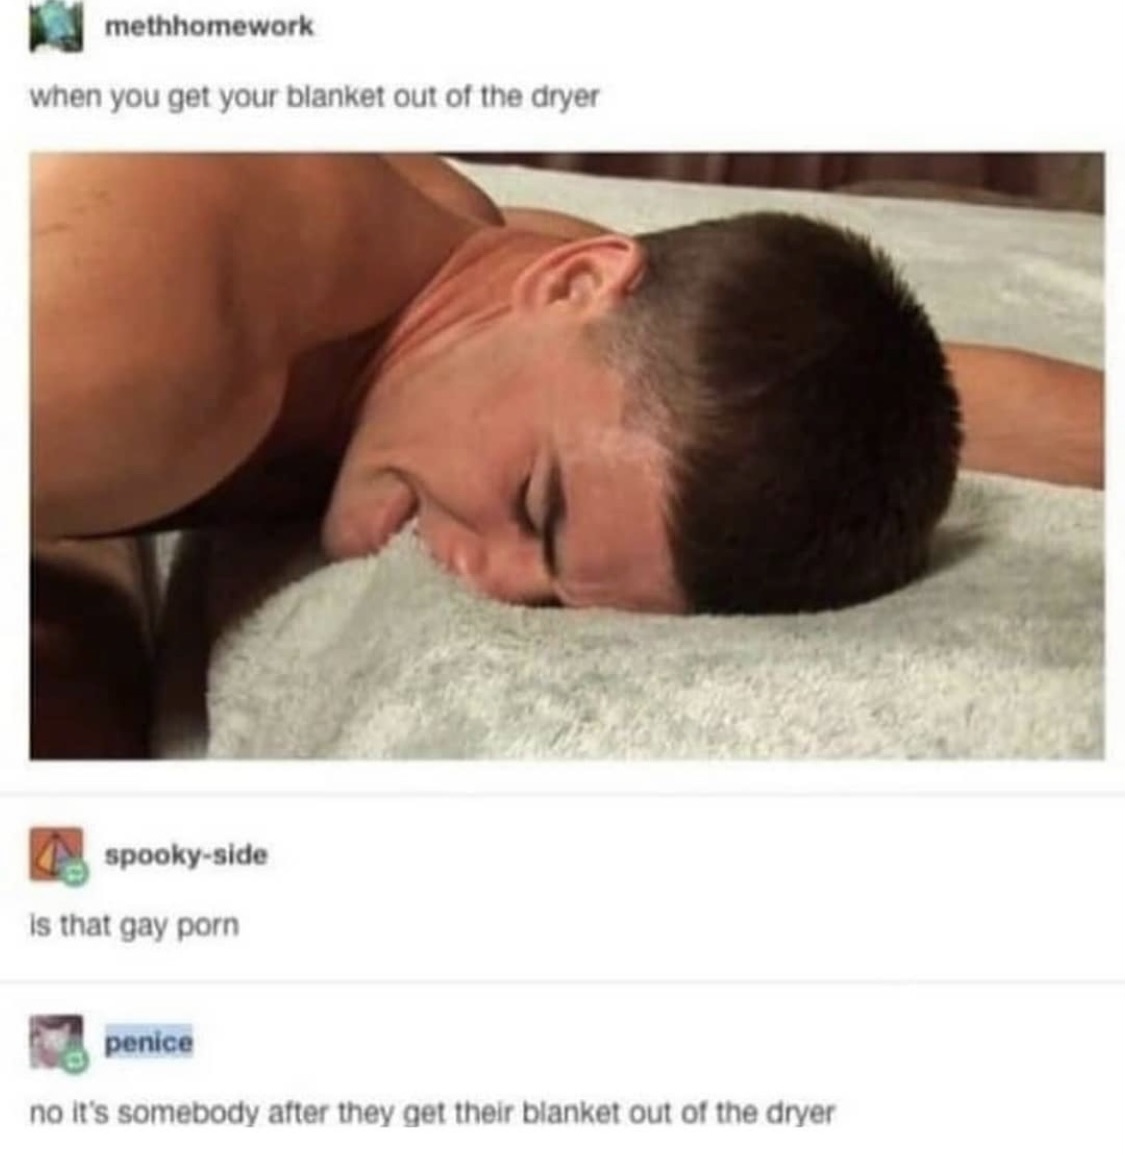 methhomework
when you get your blanket out of the dryer
spooky-side
is that gay porn
penice
no it's somebody after they get their blanket out of the dryer